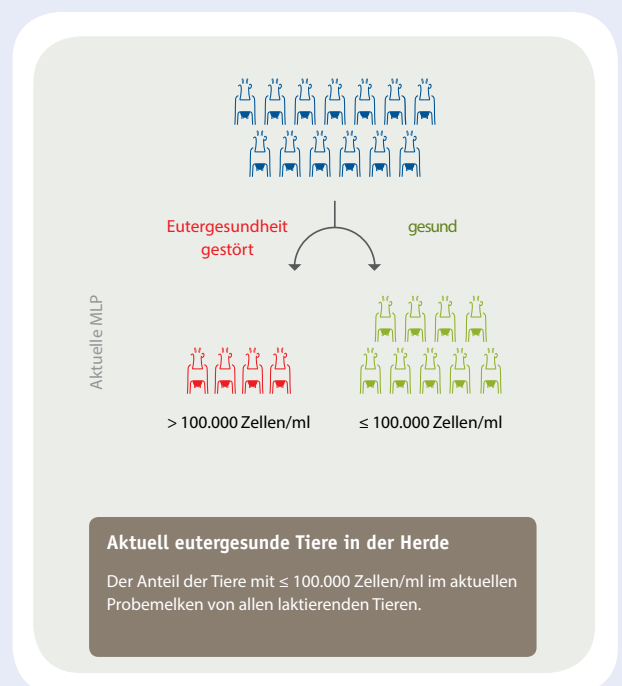 Eutergesundheit
gestört
gesund
Aktuelle MLP
> 100.000 Zellen/ml
≤ 100.000 Zellen/ml
Aktuell eutergesunde Tiere in der Herde
Der Anteil der Tiere mit ≤ 100.000 Zellen/ml im aktuellen
Probemelken von allen laktierenden Tieren.